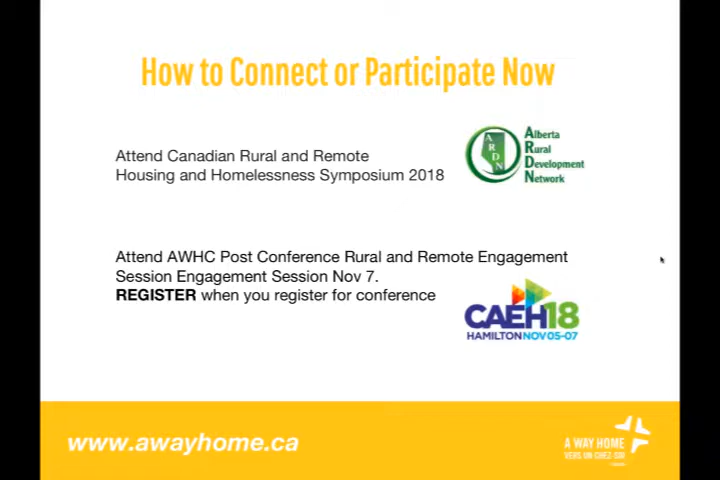 How to Connect or Participate Now
Attend Canadian Rural and Remote
Housing and Homelessness Symposium 2018
ARDN
Alberta
Rural
Development
Network
Attend AWHC Post Conference Rural and Remote Engagement
Session Engagement Session Nov 7.
REGISTER when you register for conference
CAEH18
HAMILTON NOV 05-07
www.awayhome.ca
A WAY HOME
VERS UN CHEZ-SOI